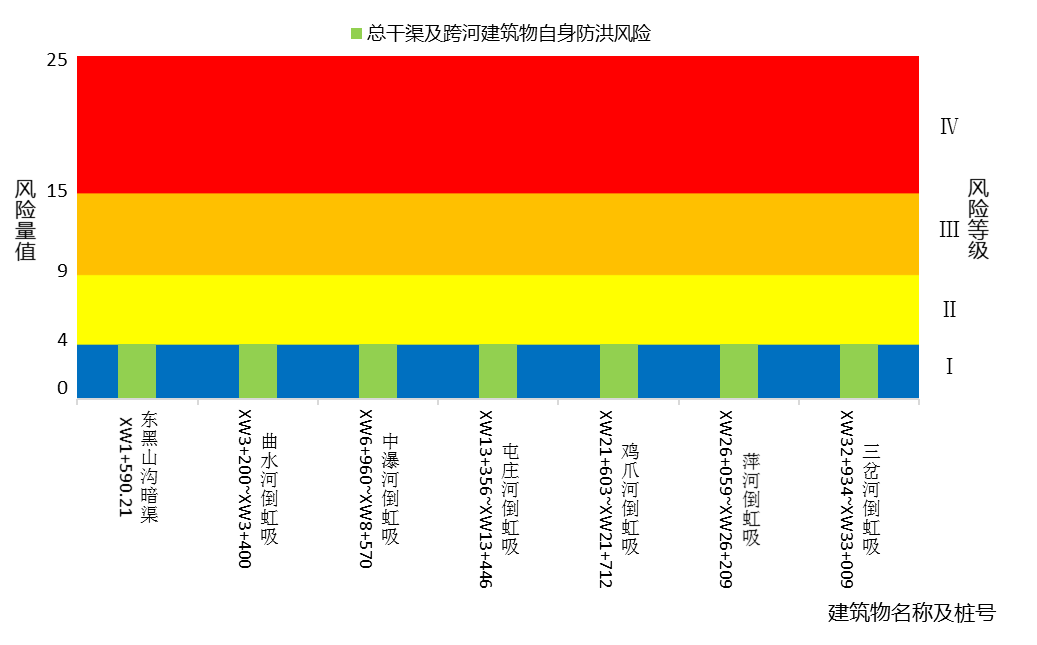 总干渠及跨河建筑物自身防洪风险
25
15
9
4
0
风险量值
Ⅳ
Ⅲ
Ⅱ
Ⅰ
风险等级
东黑山沟暗渠
XW1+590.21
曲水河倒虹吸
XW3+200~XW3+400
中瀑河倒虹吸
XW6+960~XW8+570
屯庄河倒虹吸
XW13+356~XW13+446
鸡爪河倒虹吸
XW21+603~XW21+712
萍河倒虹吸
XW26+059~XW26+209
三岔河倒虹吸
XW32+934~XW33+009
建筑物名称及桩号